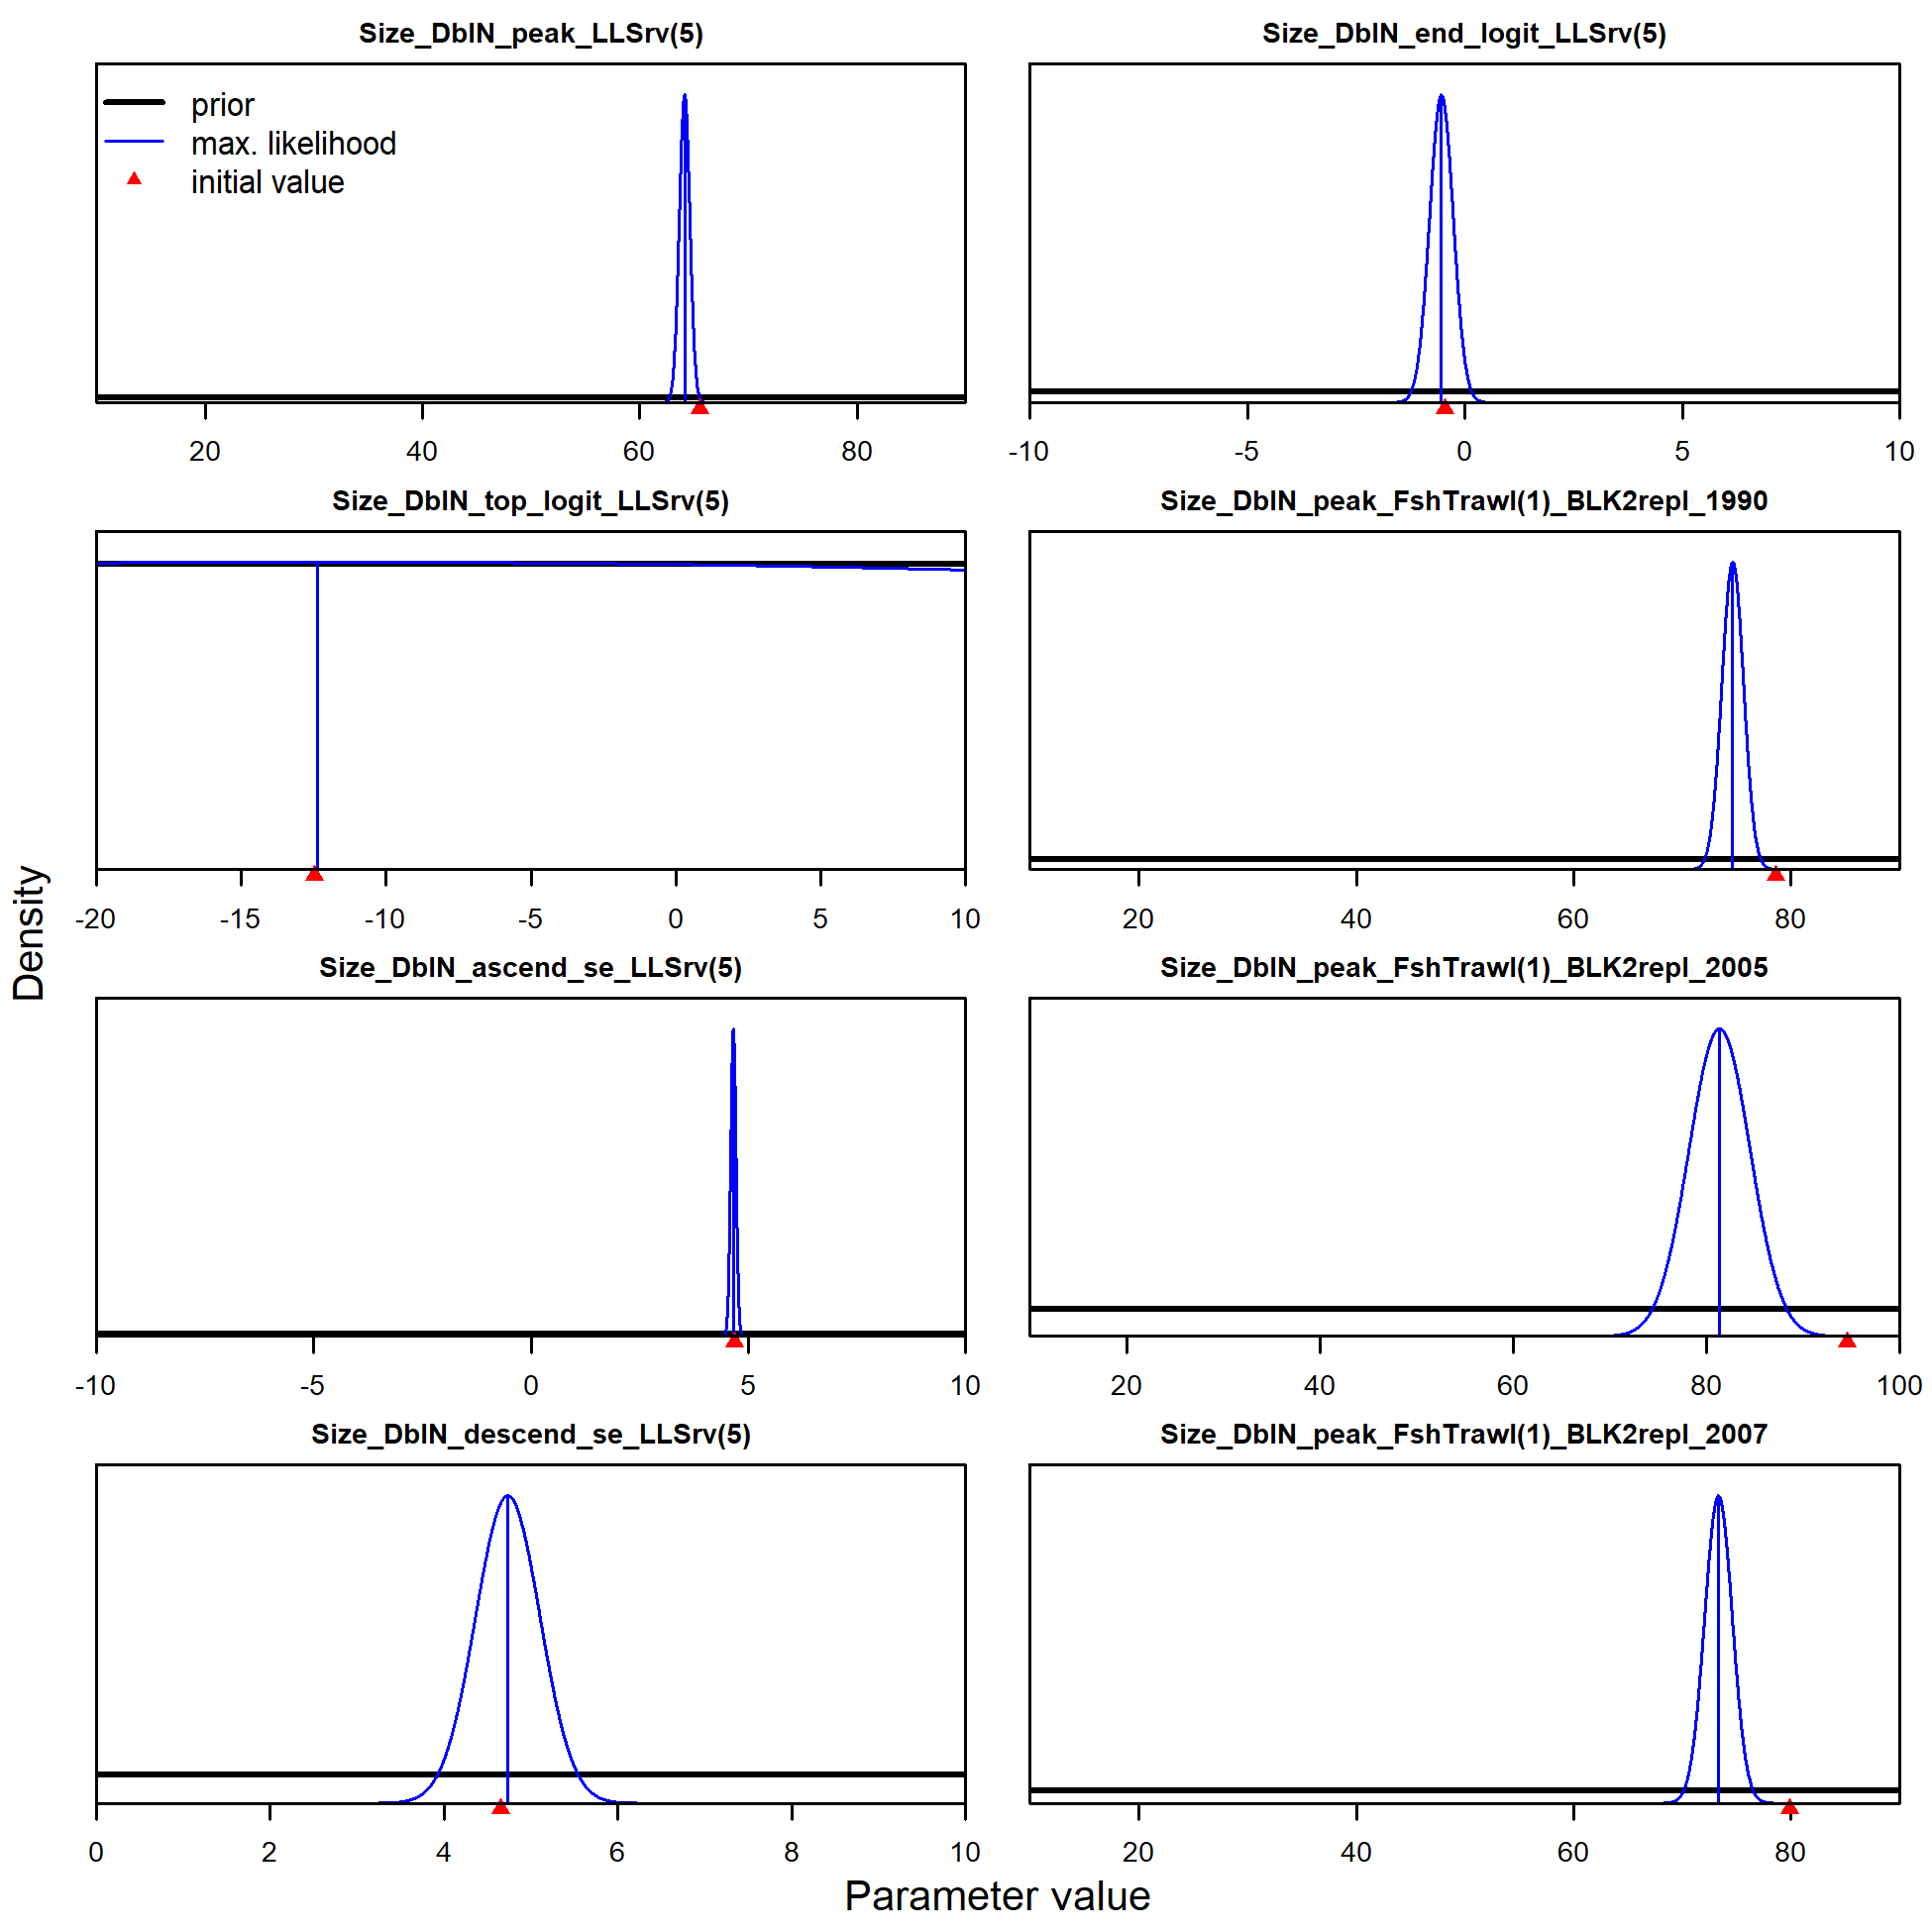 Size_DblN_peak_LLSrv(5)
prior
max. likelihood
initial value
20 40 60 80
Size_DblN_end_logit_LLSrv(5)
-10 -5 0 5 10
Size_DblN_top_logit_LLSrv(5)
-20 -15 -10 -5 0 5 10
Size_DblN_peak_FshTrawl(1)_BLK2repl_1990
20 40 60 80
Size_DblN_ascend_se_LLSrv(5)
-10 -5 0 5 10
Size_DblN_peak_FshTrawl(1)_BLK2repl_2005
20 40 60 80 100
Size_DblN_descend_se_LLSrv(5)
0 2 4 6 8 10
Size_DblN_peak_FshTrawl(1)_BLK2repl_2007
20 40 60 80
Density
Parameter value